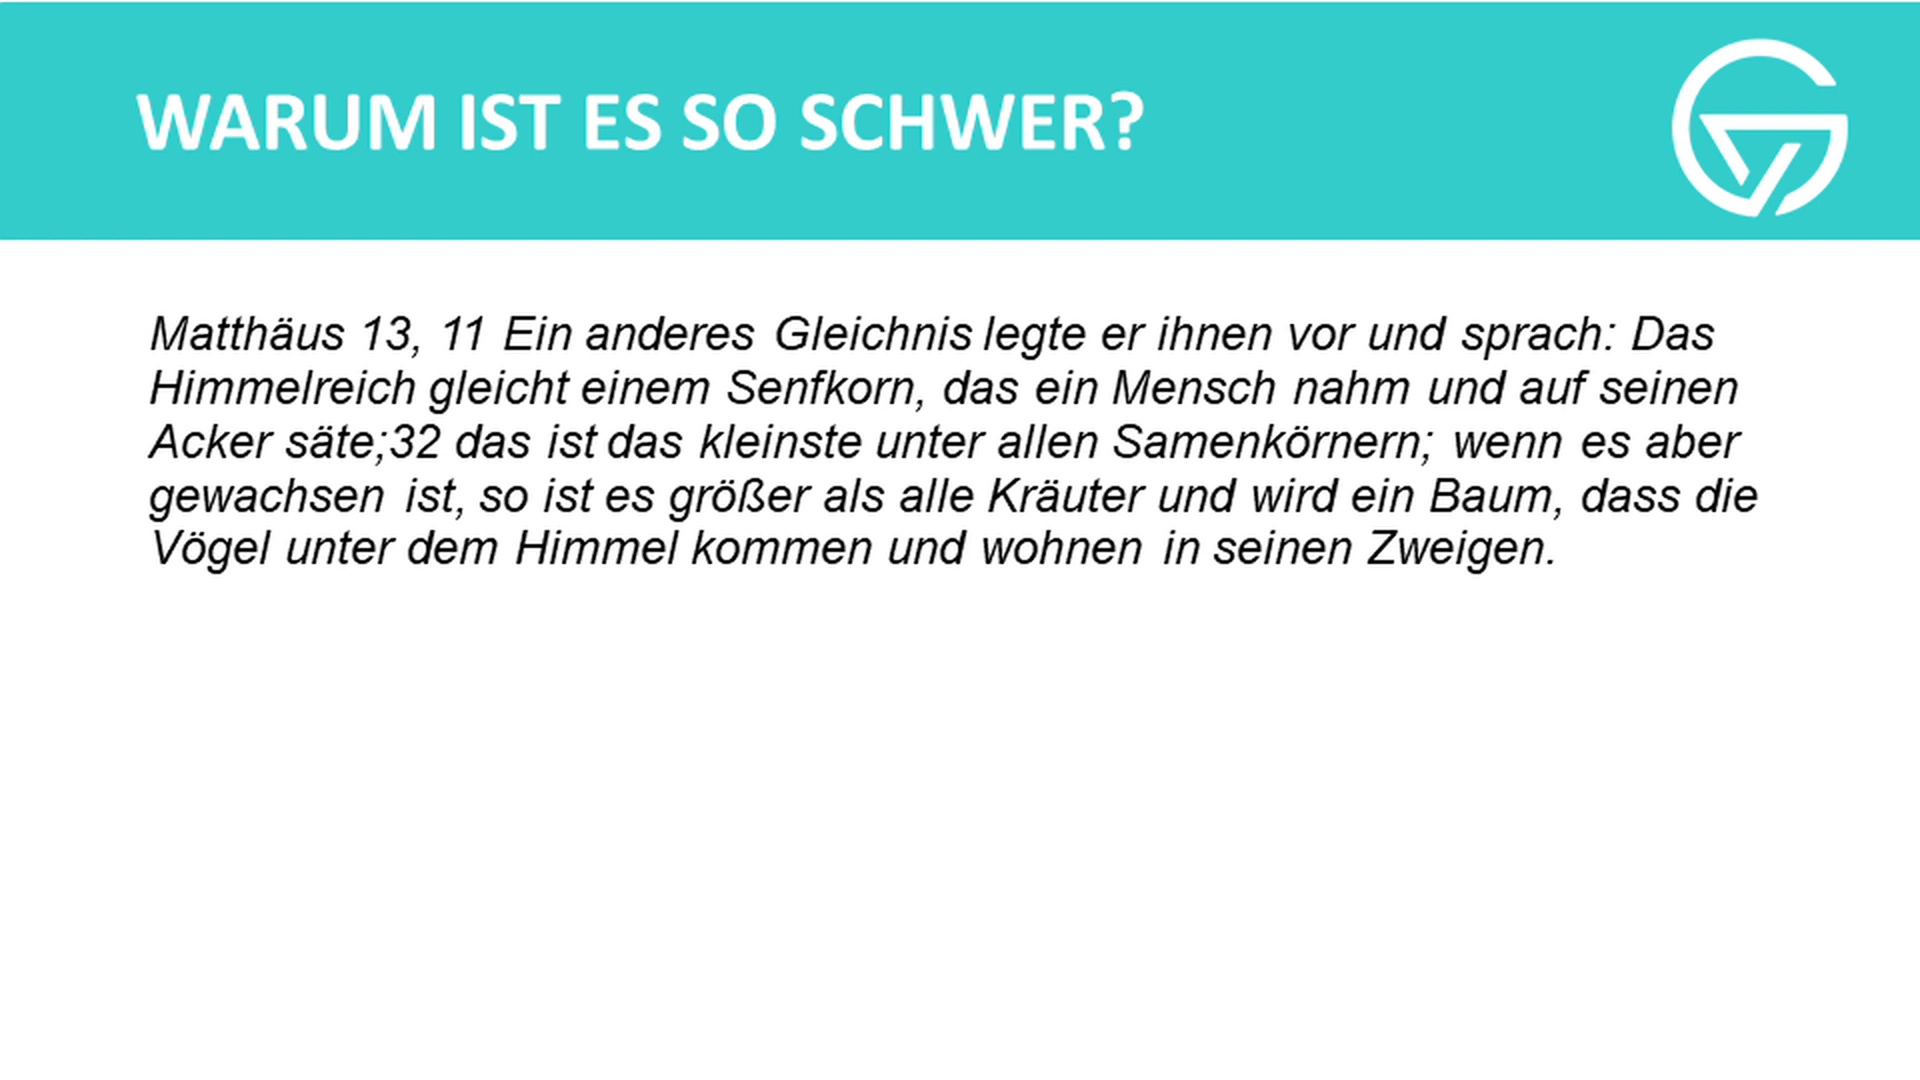 WARUM IST ES SO SCHWER?
Matthäus 13, 11 Ein anderes Gleichnis legte er ihnen vor und sprach: Das
Himmelreich gleicht einem Senfkorn, das ein Mensch nahm und auf seinen
Acker säte;32 das ist das kleinste unter allen Samenkörnern; wenn es aber
gewachsen ist, so ist es größer als alle Kräuter und wird ein Baum, dass die
Vögel unter dem Himmel kommen und wohnen in seinen Zweigen.